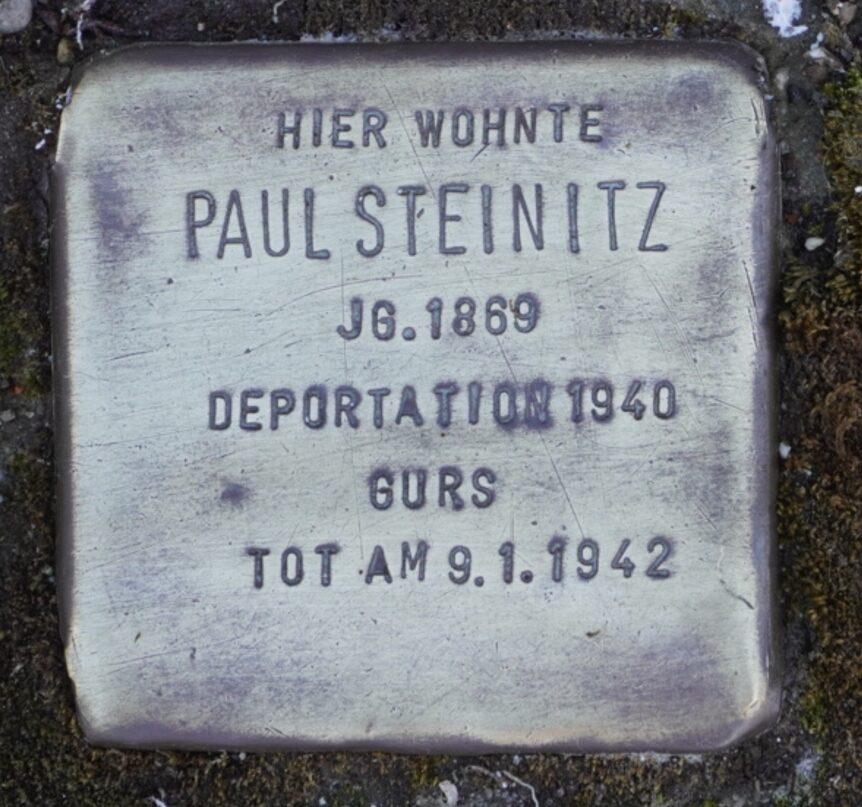 HIER WOHNTE
PAUL STEINITZ
JG. 1869
DEPORTATION 1940
GURS
TOT AM 9.1.1942